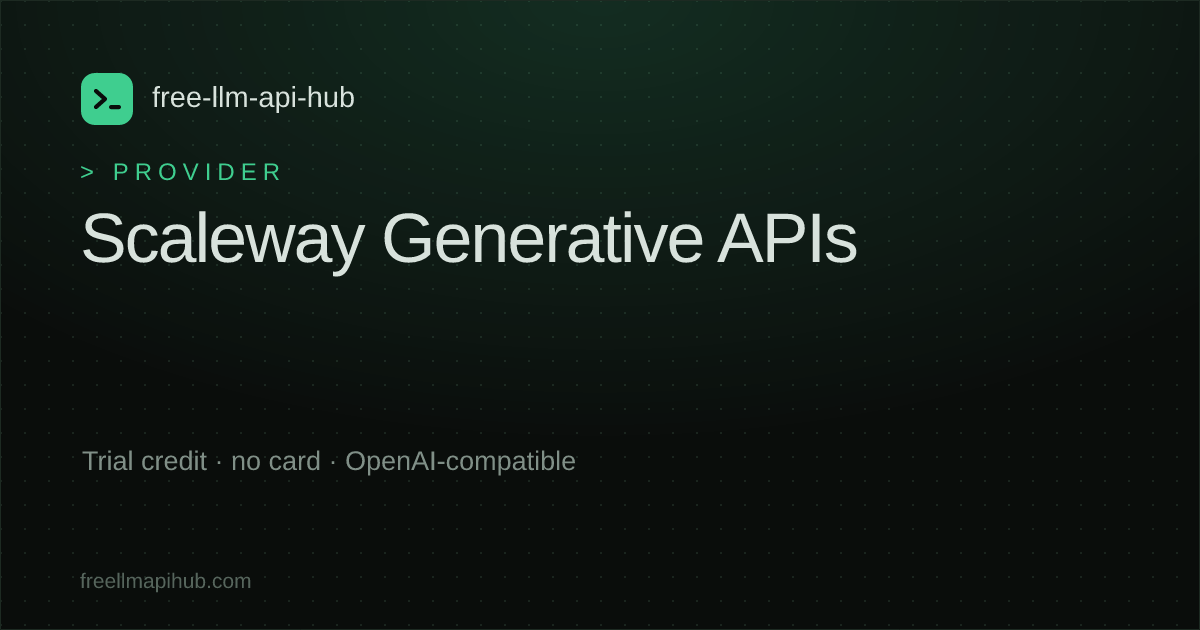 free-llm-api-hub
> PROVIDER
Scaleway Generative APIs
Trial credit · no card · OpenAI-compatible
freellmapihub.com